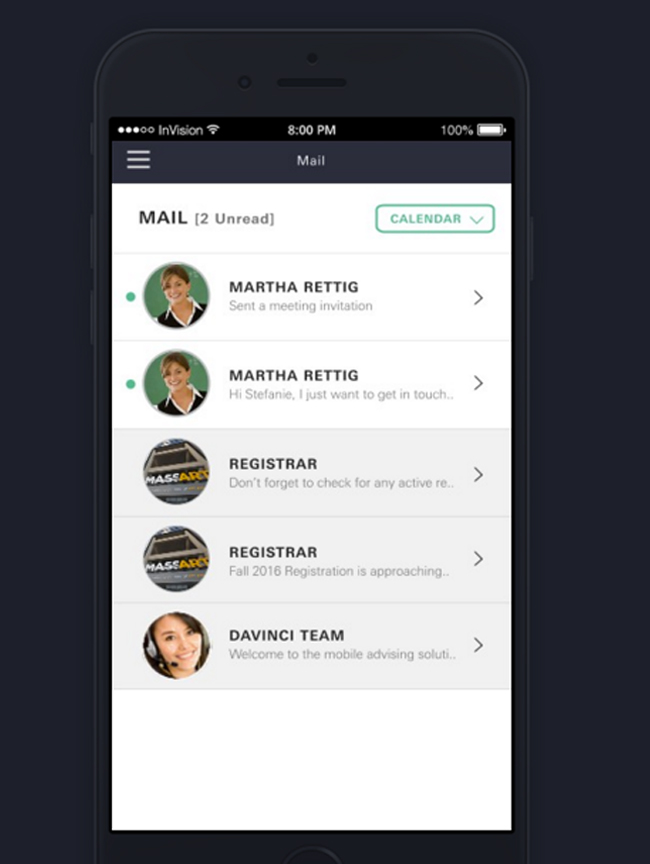 InVision 8:00 PM 100%
Mail
MAIL [2 Unread] CALENDAR
MARTHA RETTIG
Sent a meeting invitation
MARTHA RETTIG
Hi Stefanie, I just want to get in touch..
MASSART
REGISTRAR
Don't forget to check for any active re..
MASSART
REGISTRAR
Fall 2016 Registration is approaching..
DAVINCI TEAM
Welcome to the mobile advising soluti..